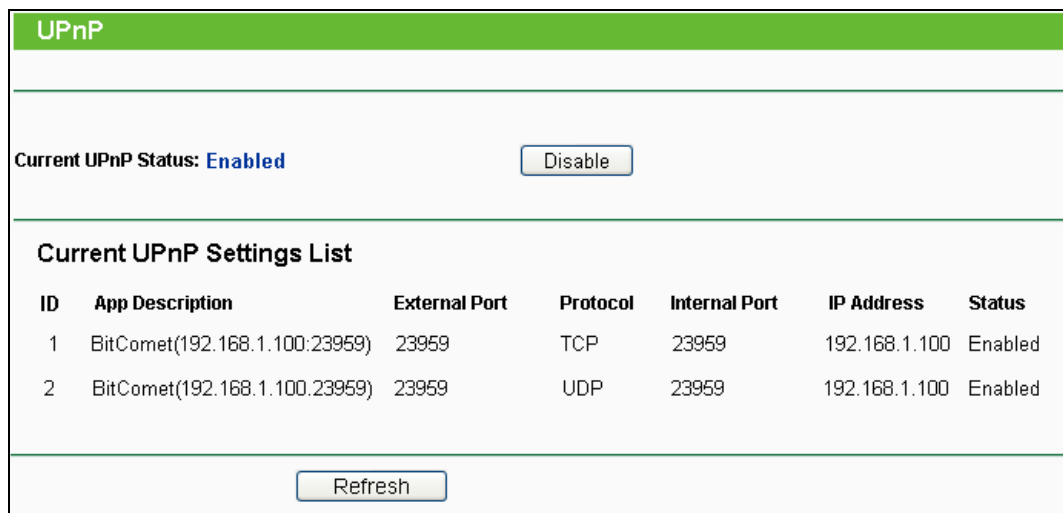 UPnP
Current UPnP Status: Enabled Disable
Current UPnP Settings List
ID App Description External Port Protocol Internal Port IP Address Status
1 BitComet(192.168.1.100:23959) 23959 TCP 23959 192.168.1.100 Enabled
2 BitComet(192.168.1.100.23959) 23959 UDP 23959 192.168.1.100 Enabled
Refresh